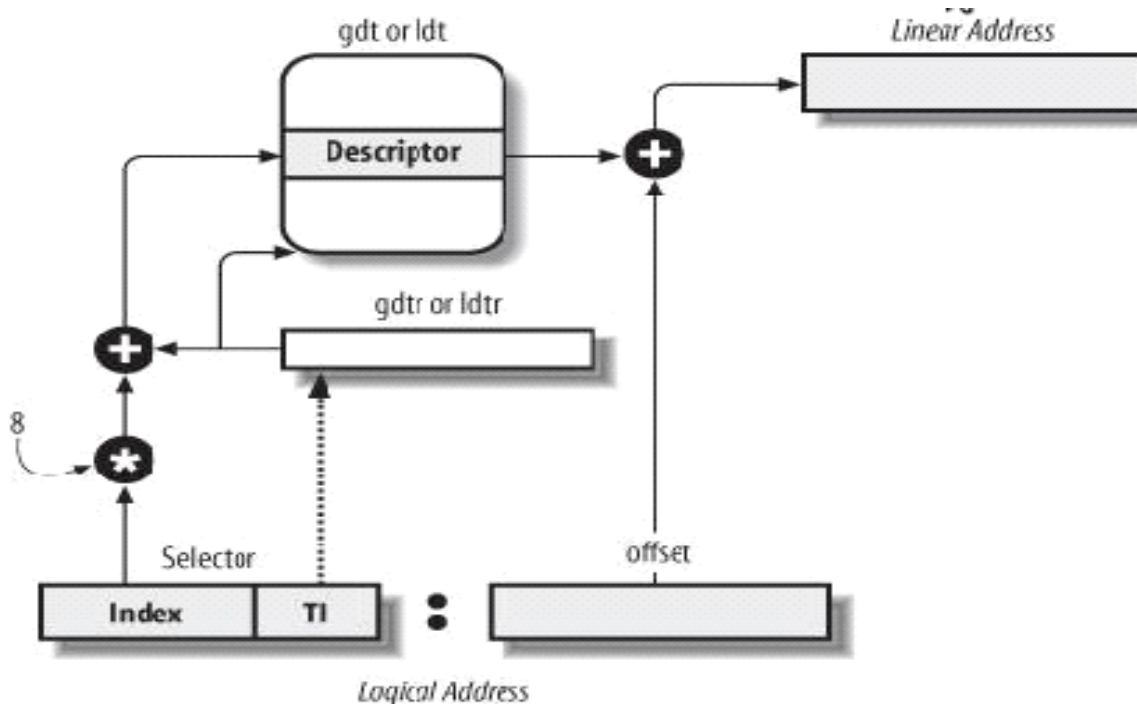 gdt or ldt
Linear Address
Descriptor
gdtr or ldtr
8
Selector
offset
Index
TI
:
Logical Address